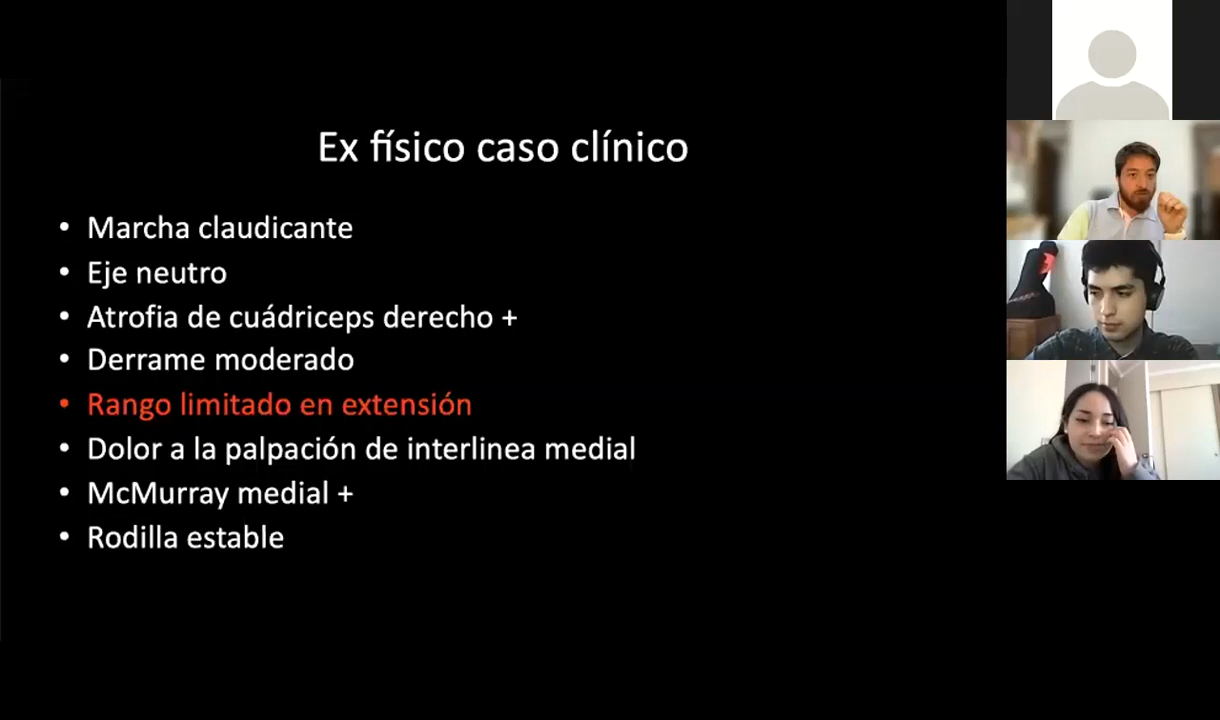 Ex físico caso clínico
• Marcha claudicante
• Eje neutro
• Atrofia de cuádriceps derecho +
• Derrame moderado
• Rango limitado en extensión
• Dolor a la palpación de interlinea medial
• McMurray medial +
• Rodilla estable